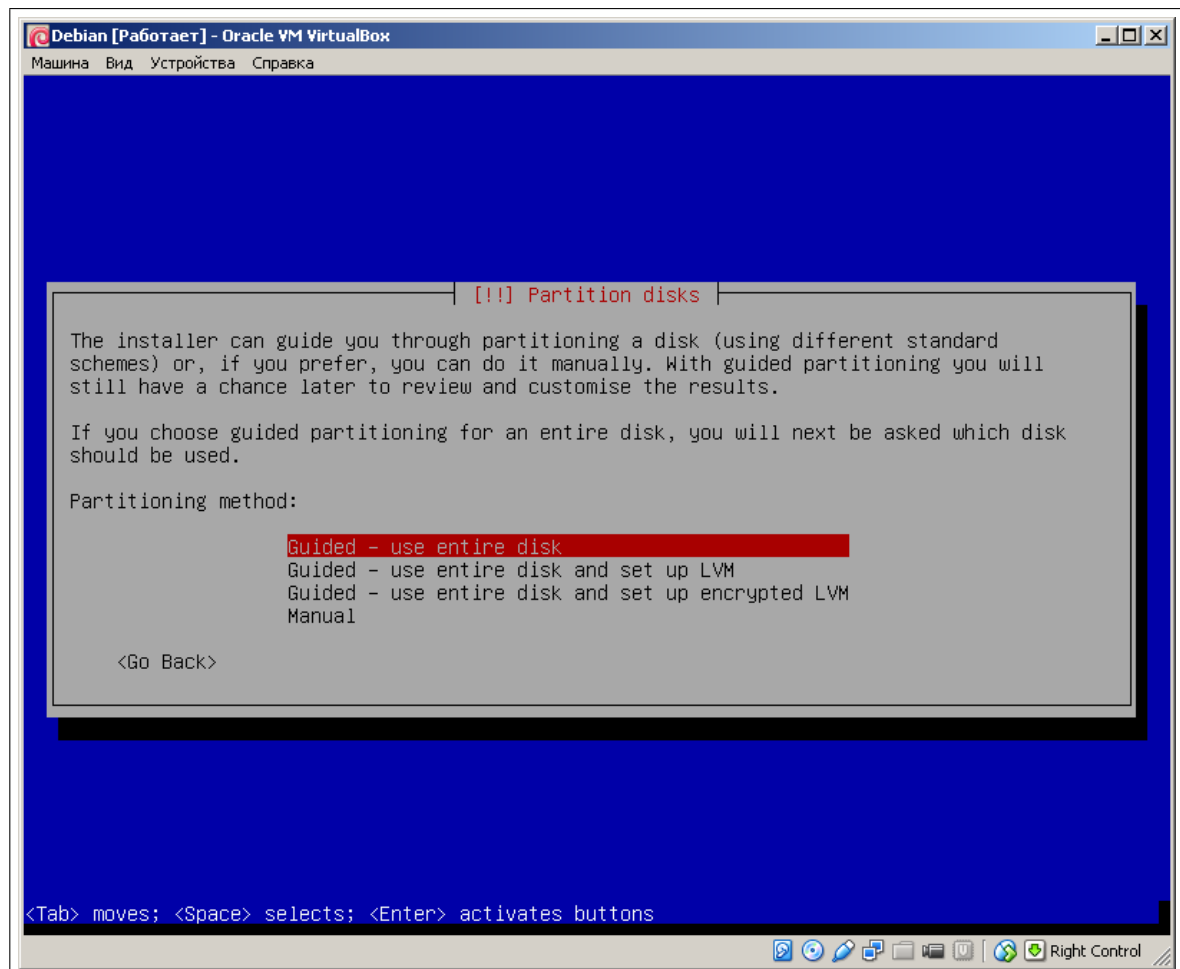 Debian [Работает] - Oracle VM VirtualBox
Машина Вид Устройства Справка
[!!] Partition disks
The installer can guide you through partitioning a disk (using different standard
schemes) or, if you prefer, you can do it manually. With guided partitioning you will
still have a chance later to review and customise the results.
If you choose guided partitioning for an entire disk, you will next be asked which disk
should be used.
Partitioning method:
Guided - use entire disk
Guided - use entire disk and set up LVM
Guided - use entire disk and set up encrypted LVM
Manual
<Go Back>
<Tab> moves; <Space> selects; <Enter> activates buttons
Right Control